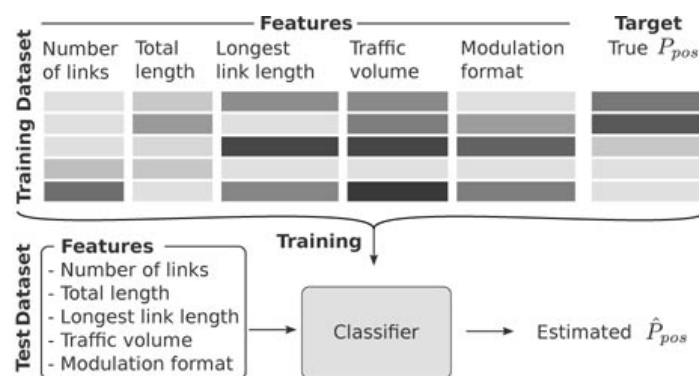 Features
Target
Number of links
Total length
Longest link length
Traffic volume
Modulation format
True P_pos
Training Dataset
Training
Test Dataset
Features
- Number of links
- Total length
- Longest link length
- Traffic volume
- Modulation format
Classifier
Estimated P̂_pos